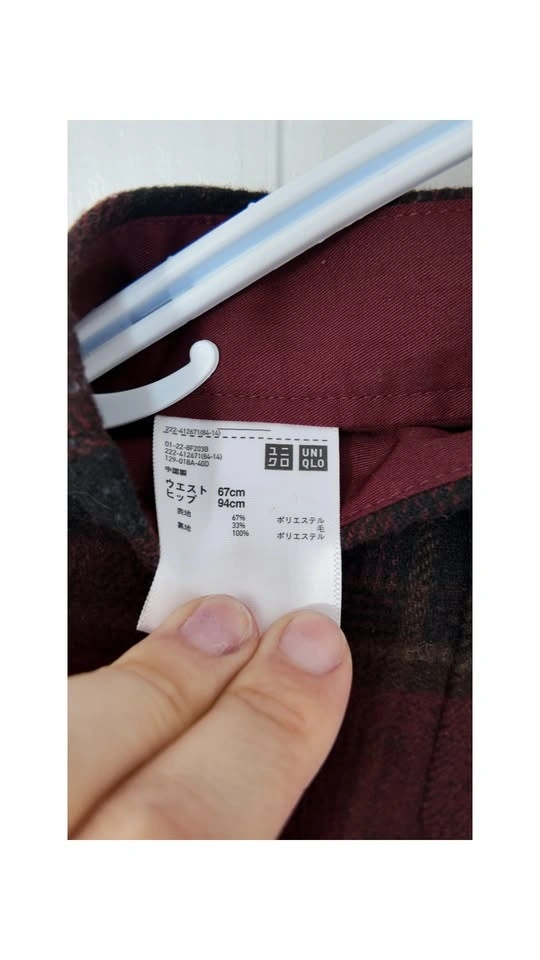 222-412671(84-14)
01-22-8F203B
222-412671(84-14)
129-018A-40D
中国製
ユニ
クロ
UNI
QLO
ウエスト 67cm
ヒップ 94cm
表地 67% ポリエステル
33% 毛
裏地 100% ポリエステル